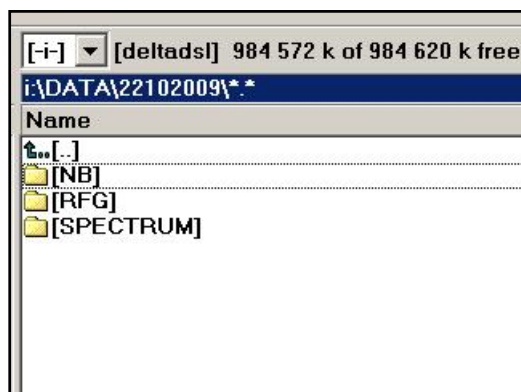 [-i-] [deltadsl] 984 572 k of 984 620 k free
i:\DATA\22102009\*.*
Name
[..]
[NB]
[RFG]
[SPECTRUM]